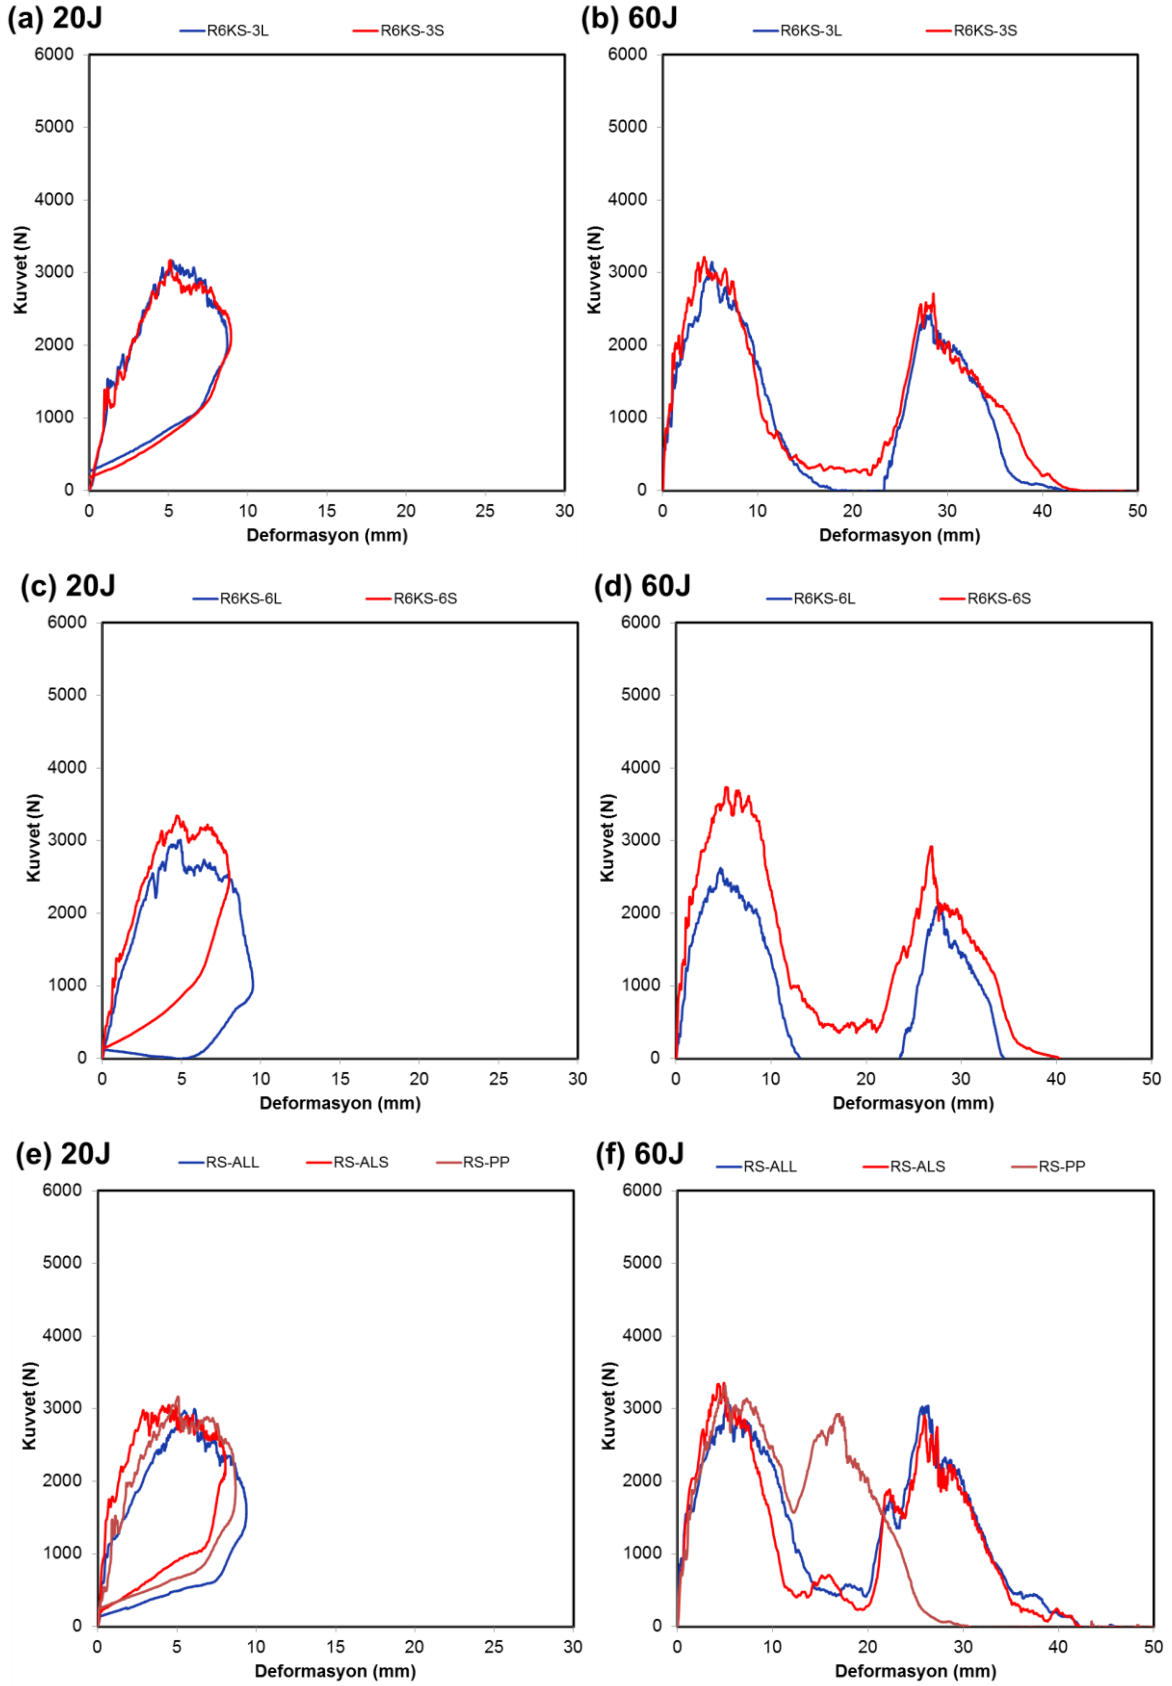 (a) 20J
R6KS-3L R6KS-3S
6000
5000
4000
3000
2000
1000
0
Kuvvet (N)
0 5 10 15 20 25 30
Deformasyon (mm)
(b) 60J
R6KS-3L R6KS-3S
6000
5000
4000
3000
2000
1000
0
Kuvvet (N)
0 10 20 30 40 50
Deformasyon (mm)
(c) 20J
R6KS-6L R6KS-6S
6000
5000
4000
3000
2000
1000
0
Kuvvet (N)
0 5 10 15 20 25 30
Deformasyon (mm)
(d) 60J
R6KS-6L R6KS-6S
6000
5000
4000
3000
2000
1000
0
Kuvvet (N)
0 10 20 30 40 50
Deformasyon (mm)
(e) 20J
RS-ALL RS-ALS RS-PP
6000
5000
4000
3000
2000
1000
0
Kuvvet (N)
0 5 10 15 20 25 30
Deformasyon (mm)
(f) 60J
RS-ALL RS-ALS RS-PP
6000
5000
4000
3000
2000
1000
0
Kuvvet (N)
0 10 20 30 40 50
Deformasyon (mm)